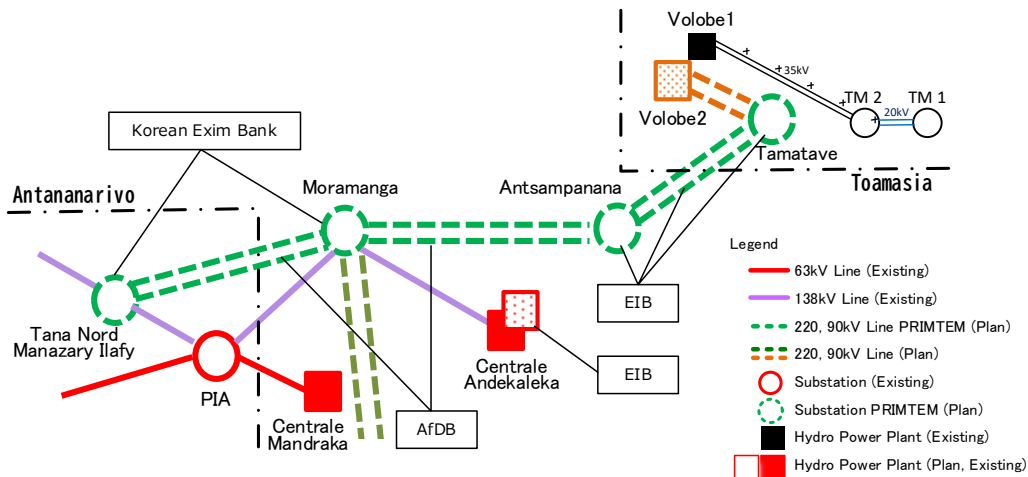 Volobe1
35kV
TM 2
TM 1
20kV
Volobe2
Tamatave
Toamasia
Korean Exim Bank
Antananarivo
Moramanga
Antsampanana
Tana Nord
Manazary Ilafy
PIA
Centrale
Mandraka
AfDB
Centrale
Andekaleka
EIB
EIB
Legend
63kV Line (Existing)
138kV Line (Existing)
220, 90kV Line PRIMTEM (Plan)
220, 90kV Line (Plan)
Substation (Existing)
Substation PRIMTEM (Plan)
Hydro Power Plant (Existing)
Hydro Power Plant (Plan, Existing)